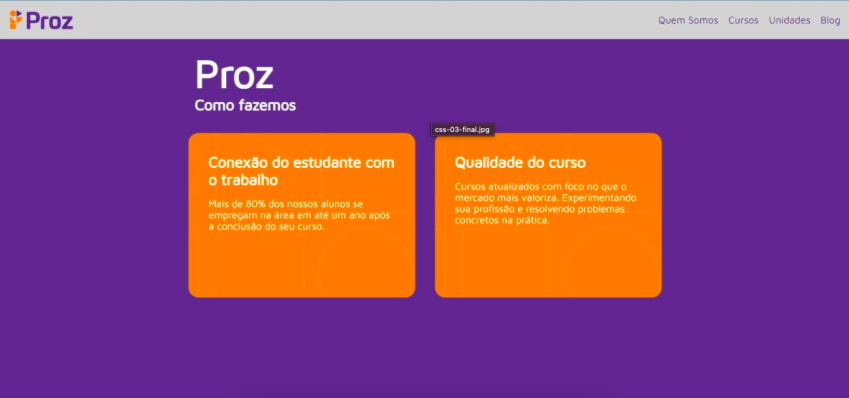 Proz
Quem Somos Cursos Unidades Blog
Proz
Como fazemos
css-03-final.jpg
Conexão do estudante com
o trabalho
Mais de 80% dos nossos alunos se
empregam na área em até um ano após
a conclusão do seu curso.
Qualidade do curso
Cursos atualizados com foco no que o
mercado mais valoriza. Experimentando
sua profissão e resolvendo problemas
concretos na prática.